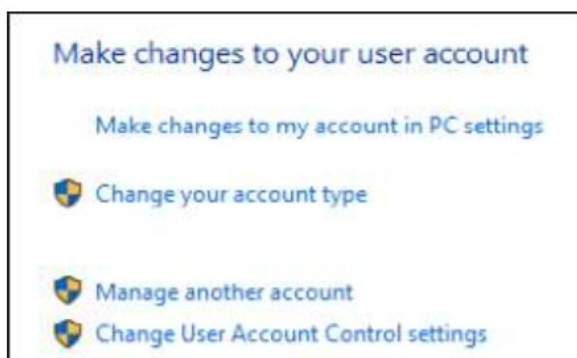 Make changes to your user account
Make changes to my account in PC settings
Change your account type
Manage another account
Change User Account Control settings